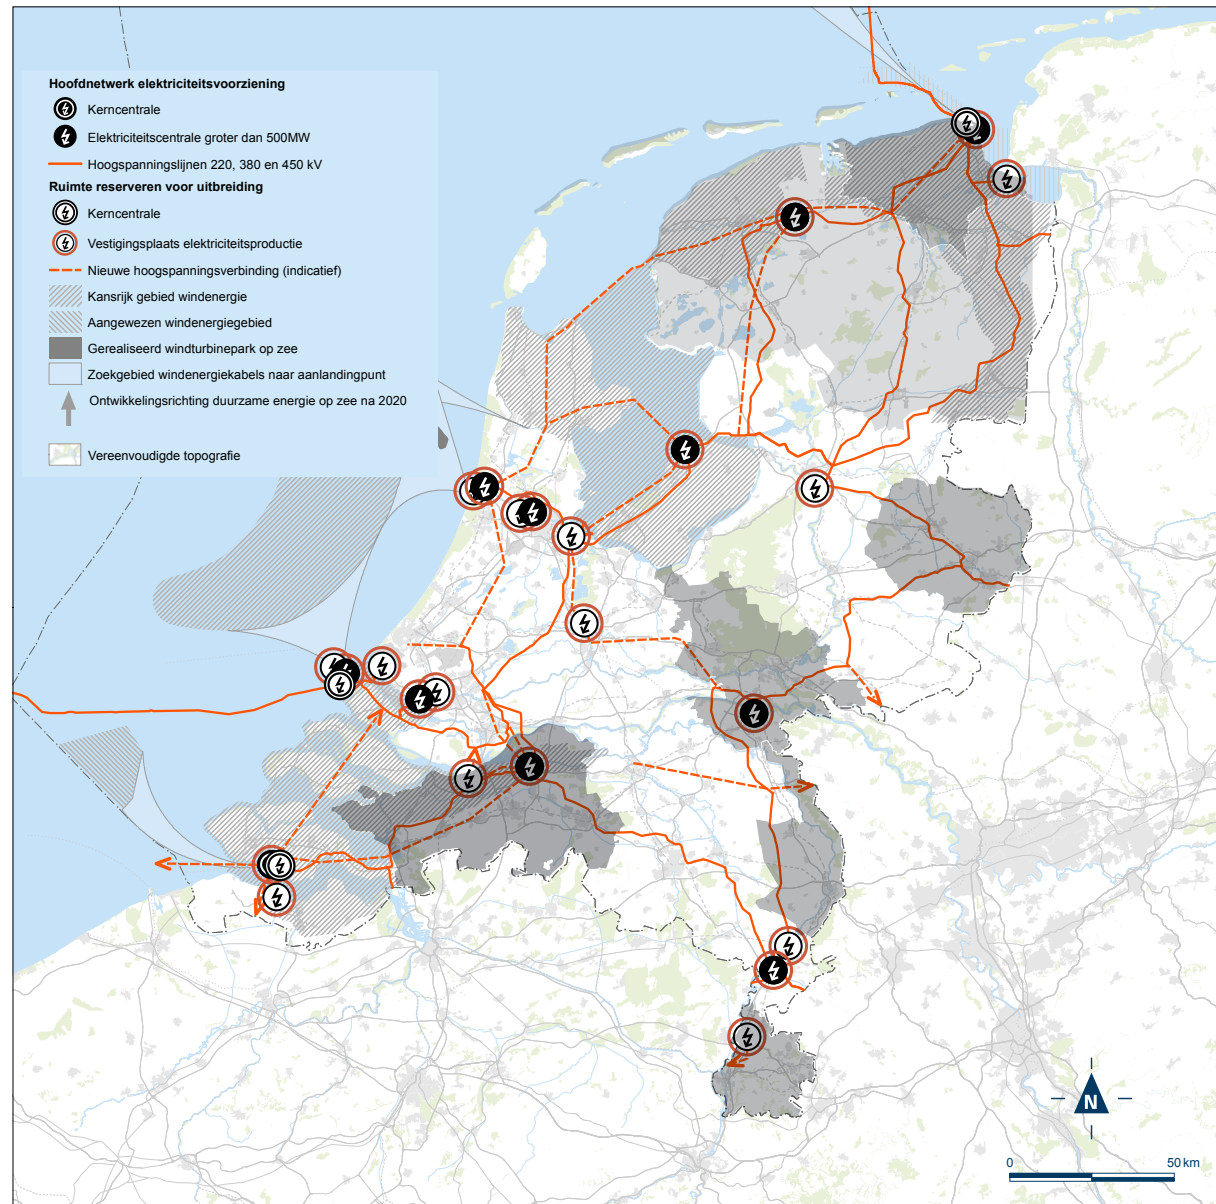 Hoofdnetwerk elektriciteitsvoorziening
Kerncentrale
Elektriciteitscentrale groter dan 500MW
Hoogspanningslijnen 220, 380 en 450 kV
Ruimte reserveren voor uitbreiding
Kerncentrale
Vestigingsplaats elektriciteitsproductie
Nieuwe hoogspanningsverbinding (indicatief)
Kansrijk gebied windenergie
Aangewezen windenergiegebied
Gerealiseerd windturbinepark op zee
Zoekgebied windenergiekabels naar aanlandingpunt
Ontwikkelingsrichting duurzame energie op zee na 2020
Vereenvoudigde topografie
N
0 50 km